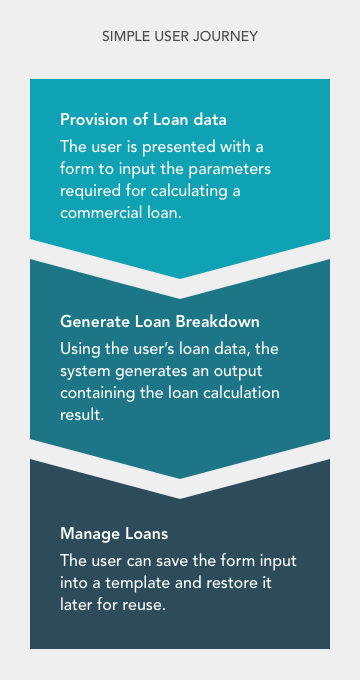 SIMPLE USER JOURNEY
Provision of Loan data
The user is presented with a
form to input the parameters
required for calculating a
commercial loan.
Generate Loan Breakdown
Using the user’s loan data, the
system generates an output
containing the loan calculation
result.
Manage Loans
The user can save the form input
into a template and restore it
later for reuse.